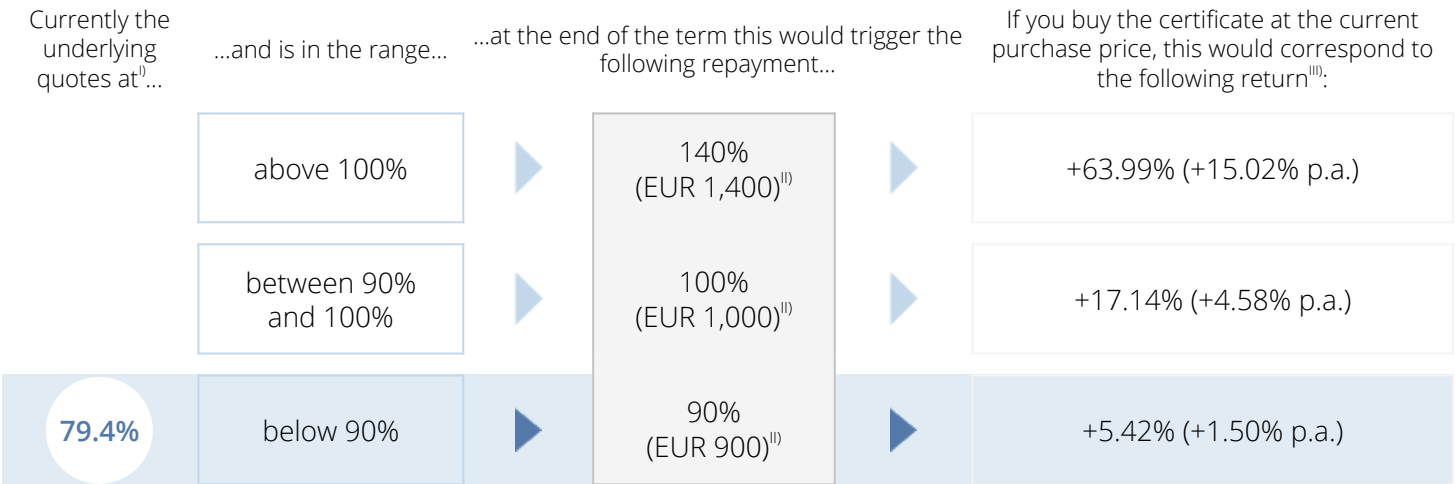 Currently the
underlying
quotes at I)...
...and is in the range...
...at the end of the term this would trigger the
following repayment...
If you buy the certificate at the current
purchase price, this would correspond to
the following return III):
above 100%
140%
(EUR 1,400) II)
+63.99% (+15.02% p.a.)
between 90%
and 100%
100%
(EUR 1,000) II)
+17.14% (+4.58% p.a.)
79.4%
below 90%
90%
(EUR 900) II)
+5.42% (+1.50% p.a.)